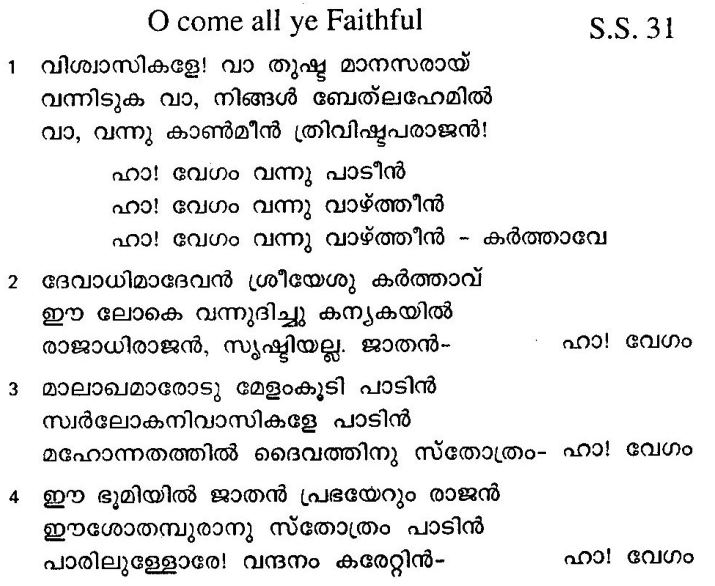 O come all ye Faithful S.S. 31
1 വിശ്വാസികളേ! വാ തുഷ്ട മാനസരായ്
വന്നിടുക വാ, നിങ്ങൾ ബേത്‌ലഹേമിൽ
വാ, വന്നു കാൺമീൻ ത്രിവിഷ്ടപരാജൻ!
ഹാ! വേഗം വന്നു പാടീൻ
ഹാ! വേഗം വന്നു വാഴ്ത്തീൻ
ഹാ! വേഗം വന്നു വാഴ്ത്തീൻ - കർത്താവേ
2 ദേവാധിമാദേവൻ ശ്രീയേശു കർത്താവ്
ഈ ലോകെ വന്നുദിച്ചു കന്യകയിൽ
രാജാധിരാജൻ, സൃഷ്ടിയല്ല. ജാതൻ- ഹാ! വേഗം
3 മാലാഖമാരോടു മേളംകൂടി പാടിൻ
സ്വർലോകനിവാസികളേ പാടിൻ
മഹോന്നതത്തിൽ ദൈവത്തിനു സ്തോത്രം- ഹാ! വേഗം
4 ഈ ഭൂമിയിൽ ജാതൻ പ്രഭയേറും രാജൻ
ഈശോതമ്പുരാനു സ്തോത്രം പാടിൻ
പാരിലുള്ളോരേ! വന്ദനം കരേറ്റിൻ- ഹാ! വേഗം